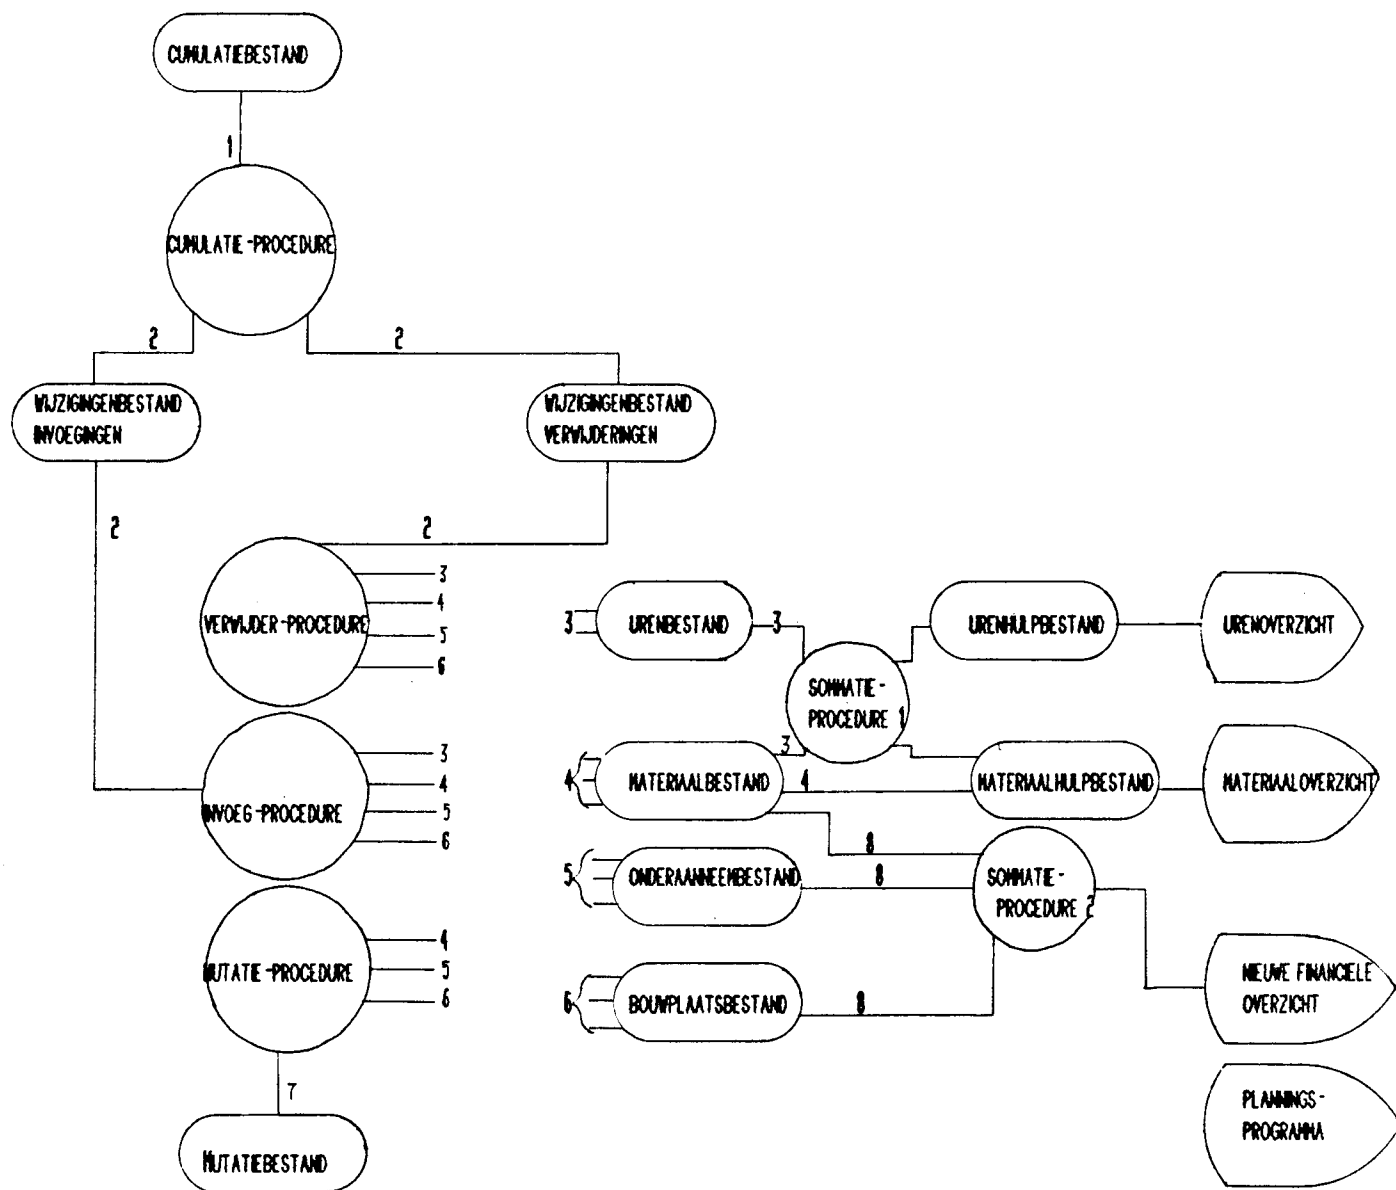 CUMULATIEBESTAND
1
CUMULATIE-PROCEDURE
2
2
WIJZIGINGENBESTAND
INVOEGINGEN
WIJZIGINGENBESTAND
VERWIJDERINGEN
2
2
VERWIJDER-PROCEDURE
3
4
5
6
3
URENBESTAND
3
URENHULPBESTAND
URENOVERZICHT
SOMMATIE-
PROCEDURE 1
INVOEG-PROCEDURE
3
4
5
6
3
4
MATERIAALBESTAND
4
MATERIAALHULPBESTAND
MATERIAALOVERZICHT
8
5
ONDERAANNEEMBESTAND
8
SOMMATIE-
PROCEDURE 2
MUTATIE-PROCEDURE
4
5
6
6
BOUWPLAATSBESTAND
8
NIEUWE FINANCIELE
OVERZICHT
7
MUTATIEBESTAND
PLANNINGS-
PROGRAMMA